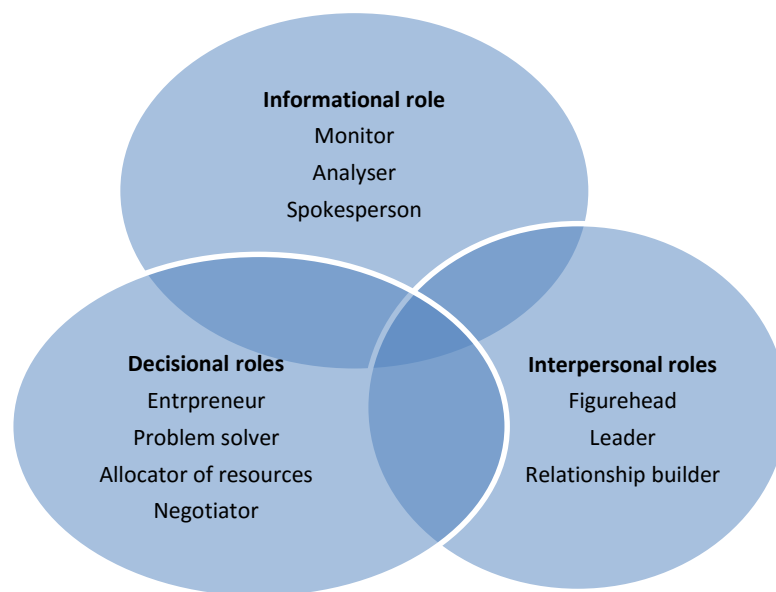 Informational role
Monitor
Analyser
Spokesperson
Decisional roles
Entrpreneur
Problem solver
Allocator of resources
Negotiator
Interpersonal roles
Figurehead
Leader
Relationship builder